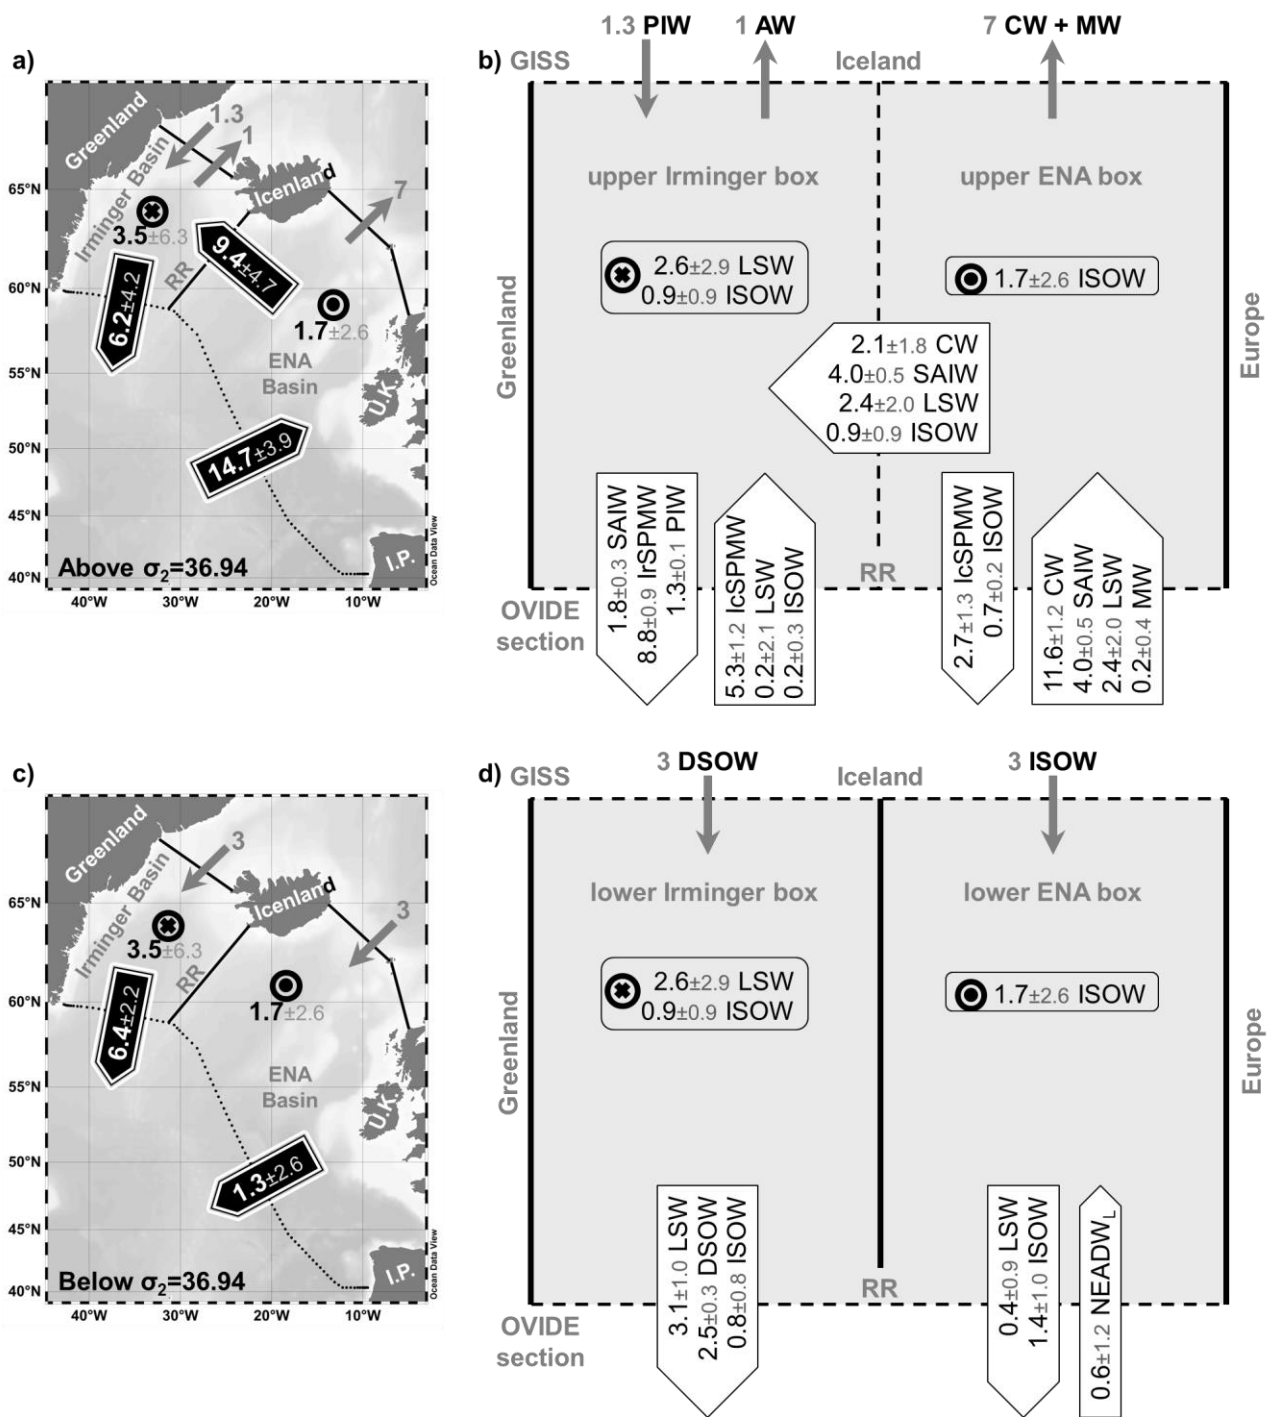 a)
Greenland
Irminger Basin
1.3
1
Icenland
7
3.5±6.3
9.4±4.7
RR
6.2±4.2
1.7±2.6
ENA
Basin
U.K.
14.7±3.9
I.P.
Above σ2=36.94
65°N
60°N
55°N
50°N
45°N
40°N
40°W
30°W
20°W
10°W
Ocean Data View
b)
1.3 PIW
1 AW
7 CW + MW
GISS
Iceland
upper Irminger box
upper ENA box
2.6±2.9 LSW
0.9±0.9 ISOW
1.7±2.6 ISOW
Greenland
Europe
2.1±1.8 CW
4.0±0.5 SAIW
2.4±2.0 LSW
0.9±0.9 ISOW
1.8±0.3 SAIW
8.8±0.9 IrSPMW
1.3±0.1 PIW
5.3±1.2 IcSPMW
0.2±2.1 LSW
0.2±0.3 ISOW
2.7±1.3 IcSPMW
0.7±0.2 ISOW
11.6±1.2 CW
4.0±0.5 SAIW
2.4±2.0 LSW
0.2±0.4 MW
RR
OVIDE
section
c)
Greenland
Irminger Basin
3
Icenland
3
3.5±6.3
RR
6.4±2.2
1.7±2.6
ENA
Basin
U.K.
1.3±2.6
I.P.
Below σ2=36.94
65°N
60°N
55°N
50°N
45°N
40°N
40°W
30°W
20°W
10°W
Ocean Data View
d)
3 DSOW
3 ISOW
GISS
Iceland
lower Irminger box
lower ENA box
2.6±2.9 LSW
0.9±0.9 ISOW
1.7±2.6 ISOW
Greenland
Europe
3.1±1.0 LSW
2.5±0.3 DSOW
0.8±0.8 ISOW
0.4±0.9 LSW
1.4±1.0 ISOW
0.6±1.2 NEADWL
RR
OVIDE
section